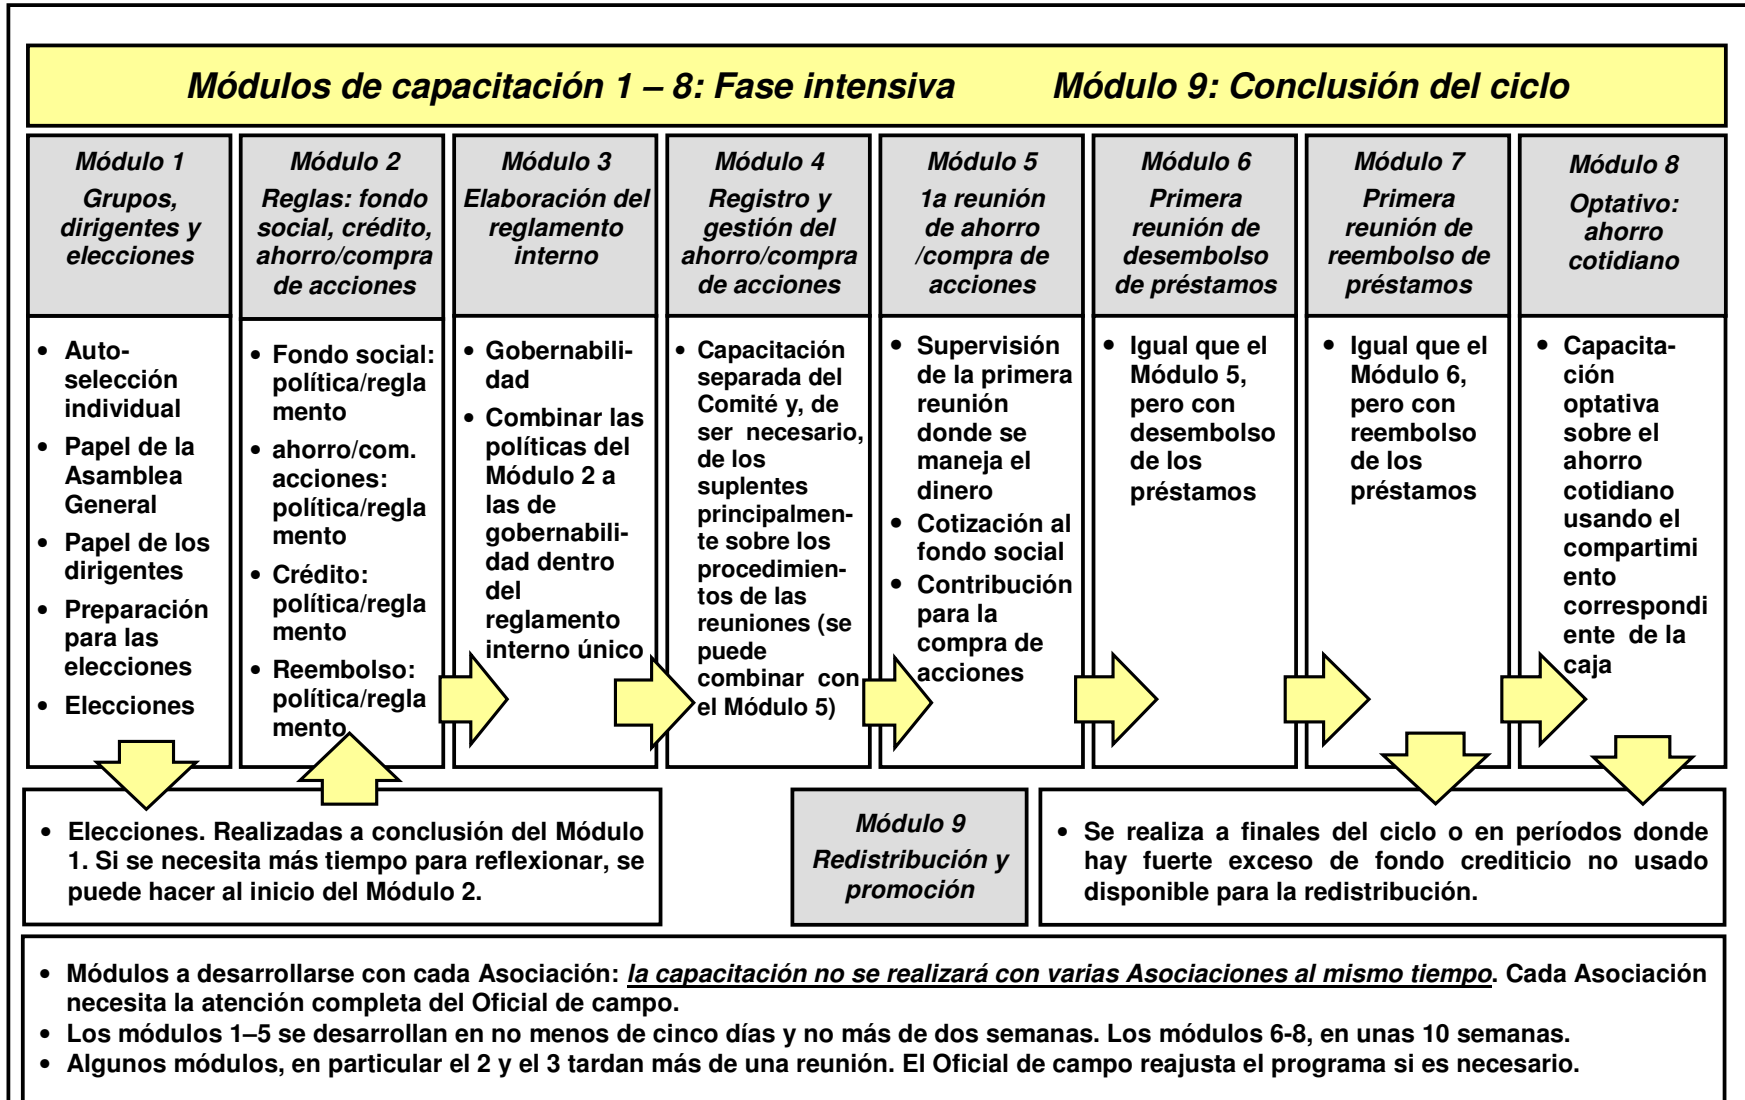 Módulos de capacitación 1 – 8: Fase intensiva Módulo 9: Conclusión del ciclo
Módulo 1
Grupos,
dirigentes y
elecciones
• Auto-
selección
individual
• Papel de la
Asamblea
General
• Papel de los
dirigentes
• Preparación
para las
elecciones
• Elecciones
Módulo 2
Reglas: fondo
social, crédito,
ahorro/compra
de acciones
• Fondo social:
política/regla
mento
• ahorro/com.
acciones:
política/regla
mento
• Crédito:
política/regla
mento
• Reembolso:
política/regla
mento
Módulo 3
Elaboración del
reglamento
interno
• Gobernabili-
dad
• Combinar las
políticas del
Módulo 2 a
las de
gobernabili-
dad dentro
del
reglamento
interno único
Módulo 4
Registro y
gestión del
ahorro/compra
de acciones
• Capacitación
separada del
Comité y, de
ser necesario,
de los
suplentes
principalmen-
te sobre los
procedimien-
tos de las
reuniones (se
puede
combinar con
el Módulo 5)
Módulo 5
1a reunión
de ahorro
/compra de
acciones
• Supervisión
de la primera
reunión
donde se
maneja el
dinero
• Cotización al
fondo social
• Contribución
para la
compra de
acciones
Módulo 6
Primera
reunión de
desembolso
de préstamos
• Igual que el
Módulo 5,
pero con
desembolso
de los
préstamos
Módulo 7
Primera
reunión de
reembolso de
préstamos
• Igual que el
Módulo 6,
pero con
reembolso
de los
préstamos
Módulo 8
Optativo:
ahorro
cotidiano
• Capacita-
ción
optativa
sobre el
ahorro
cotidiano
usando el
compartimi
ento
correspondi
ente de la
caja
• Elecciones. Realizadas a conclusión del Módulo
1. Si se necesita más tiempo para reflexionar, se
puede hacer al inicio del Módulo 2.
Módulo 9
Redistribución y
promoción
• Se realiza a finales del ciclo o en períodos donde
hay fuerte exceso de fondo crediticio no usado
disponible para la redistribución.
• Módulos a desarrollarse con cada Asociación: la capacitación no se realizará con varias Asociaciones al mismo tiempo. Cada Asociación
necesita la atención completa del Oficial de campo.
• Los módulos 1–5 se desarrollan en no menos de cinco días y no más de dos semanas. Los módulos 6-8, en unas 10 semanas.
• Algunos módulos, en particular el 2 y el 3 tardan más de una reunión. El Oficial de campo reajusta el programa si es necesario.